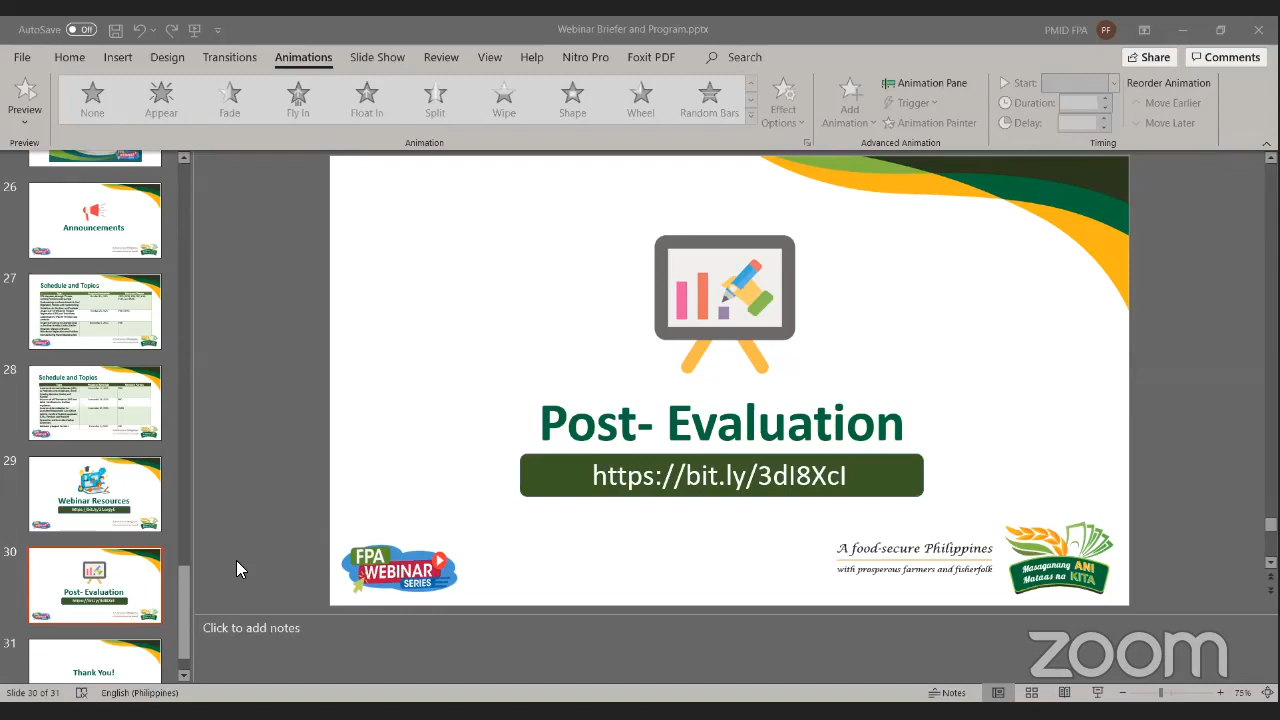 AutoSave Off
Webinar Briefer and Program.pptx
PMID FPA PF
File Home Insert Design Transitions Animations Slide Show Review View Help Nitro Pro Foxit PDF Search Share Comments
Preview
None Appear Fade Fly In Float In Split Wipe Shape Wheel Random Bars
Effect Options
Add Animation
Animation Pane
Trigger
Animation Painter
Start:
Duration:
Delay:
Reorder Animation
Move Earlier
Move Later
Preview Animation Advanced Animation Timing
26
Announcements
27
Schedule and Topics
28
Schedule and Topics
29
Webinar Resources
30
Post- Evaluation
31
Thank You!
Post- Evaluation
https://bit.ly/3dI8XcI
FPA
WEBINAR
SERIES
A food-secure Philippines
with prosperous farmers and fisherfolk
Masaganang ANI
Mataas na KITA
Click to add notes
zoom
Slide 30 of 31 English (Philippines) Notes 75%